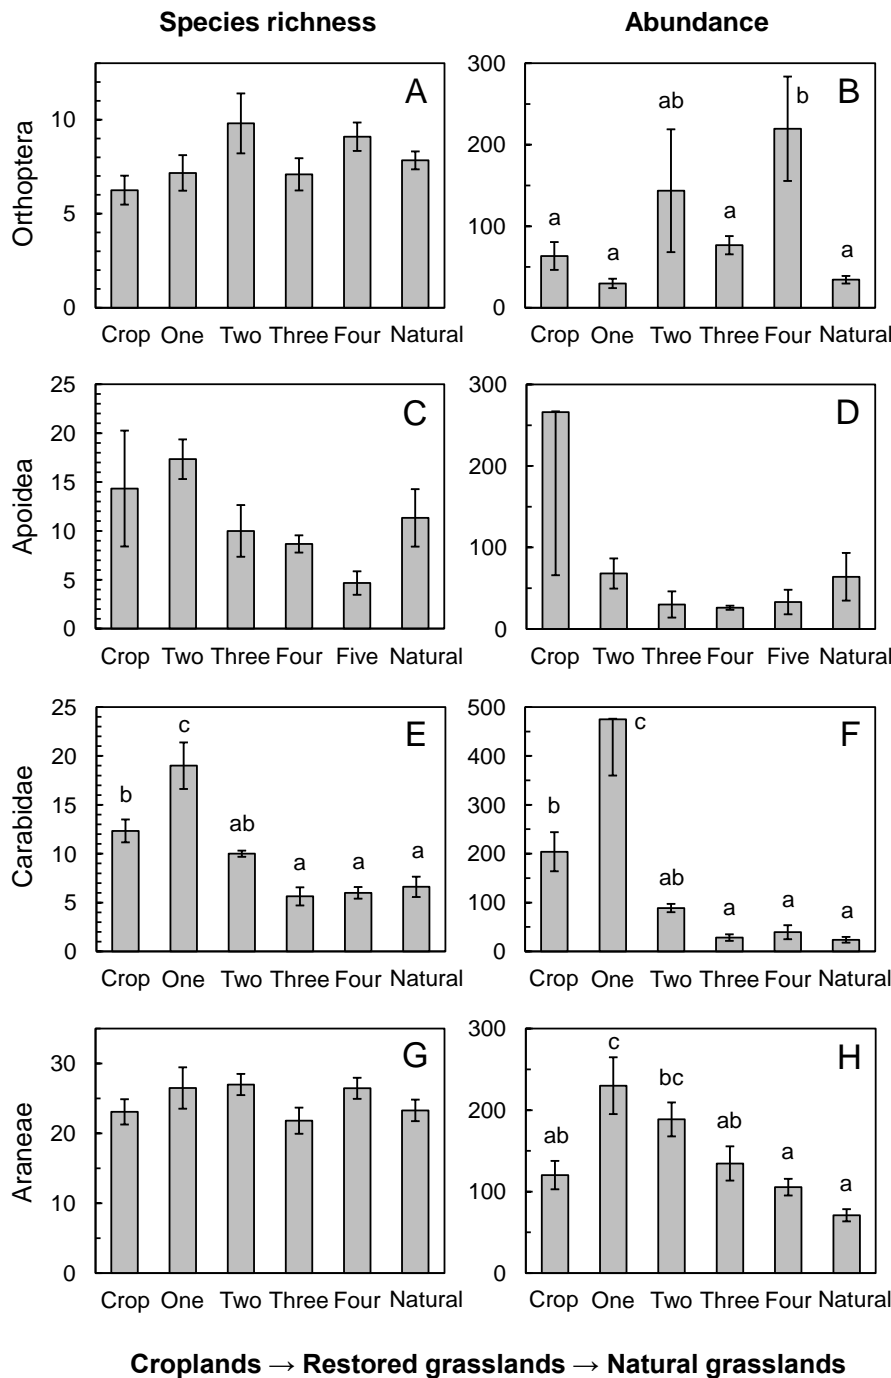 Species richness Abundance
Orthoptera
A
10
5
0
Crop One Two Three Four Natural
B
300
200
100
0
a a ab a b a
Crop One Two Three Four Natural
Apoidea
C
25
20
15
10
5
0
Crop Two Three Four Five Natural
D
300
200
100
0
Crop Two Three Four Five Natural
Carabidae
E
25
20
15
10
5
0
b c ab a a a
Crop One Two Three Four Natural
F
500
400
300
200
100
0
b c ab a a a
Crop One Two Three Four Natural
Araneae
G
30
20
10
0
Crop One Two Three Four Natural
H
300
200
100
0
ab c bc ab a a
Crop One Two Three Four Natural
Croplands → Restored grasslands → Natural grasslands